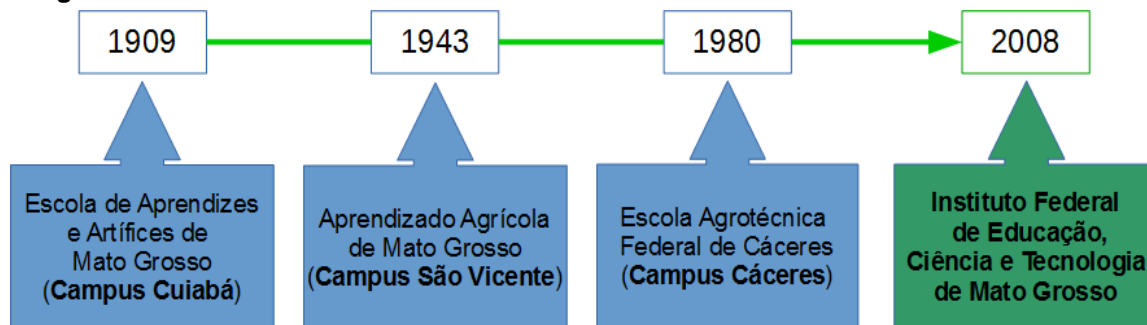 1909
1943
1980
2008
Escola de Aprendizes
e Artífices de
Mato Grosso
(Campus Cuiabá)
Aprendizado Agrícola
de Mato Grosso
(Campus São Vicente)
Escola Agrotécnica
Federal de Cáceres
(Campus Cáceres)
Instituto Federal
de Educação,
Ciência e Tecnologia
de Mato Grosso